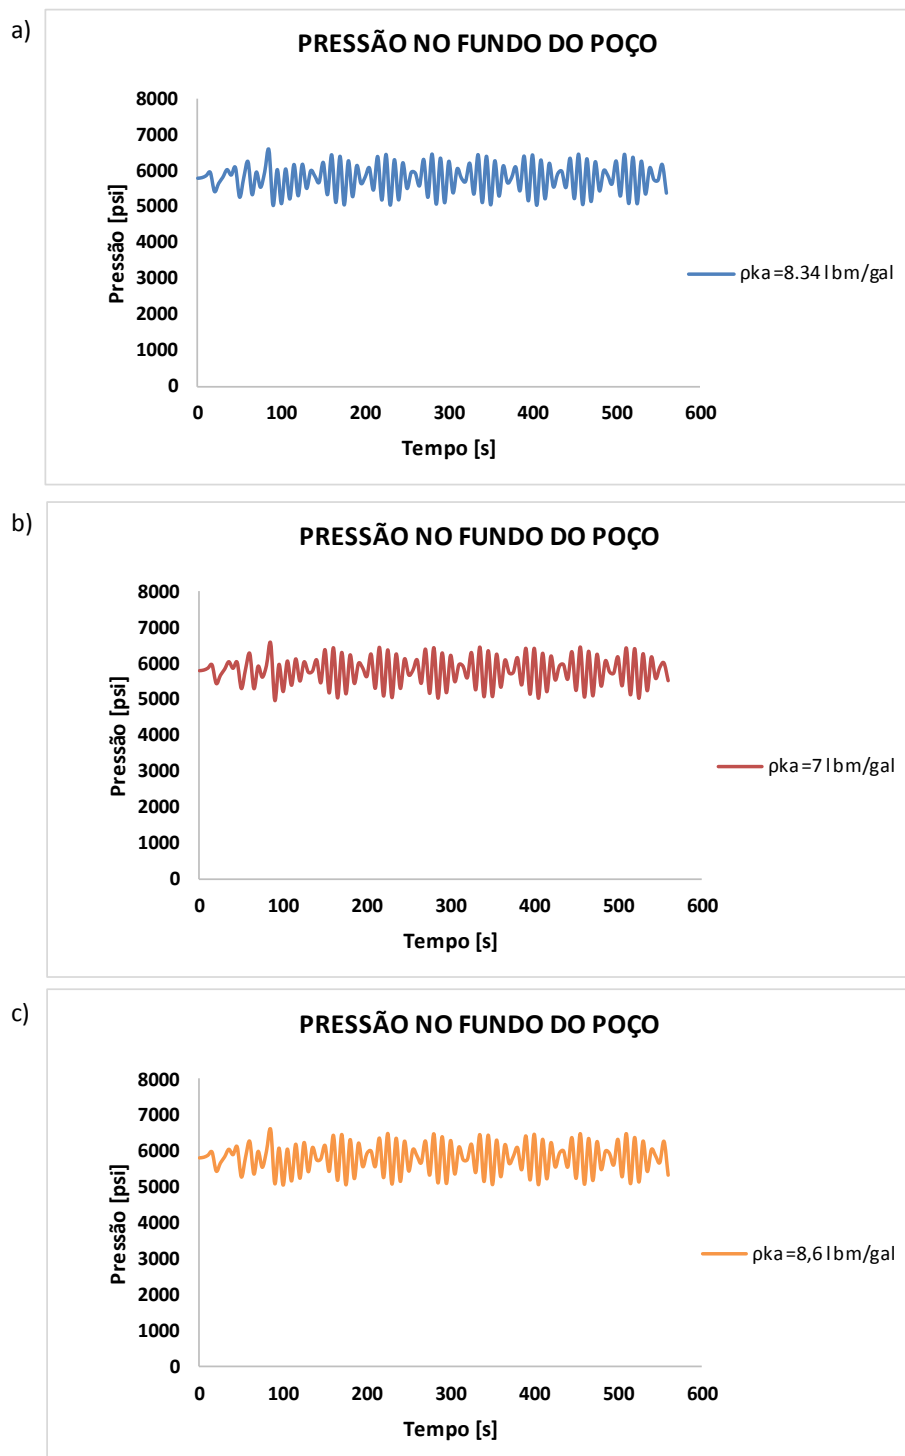 a)
PRESSÃO NO FUNDO DO POÇO
8000
7000
6000
5000
4000
3000
2000
1000
0
Pressão [psi]
0 100 200 300 400 500 600
Tempo [s]
ρka=8.34 lbm/gal
b)
PRESSÃO NO FUNDO DO POÇO
8000
7000
6000
5000
4000
3000
2000
1000
0
Pressão [psi]
0 100 200 300 400 500 600
Tempo [s]
ρka=7 lbm/gal
c)
PRESSÃO NO FUNDO DO POÇO
8000
7000
6000
5000
4000
3000
2000
1000
0
Pressão [psi]
0 100 200 300 400 500 600
Tempo [s]
ρka=8,6 lbm/gal